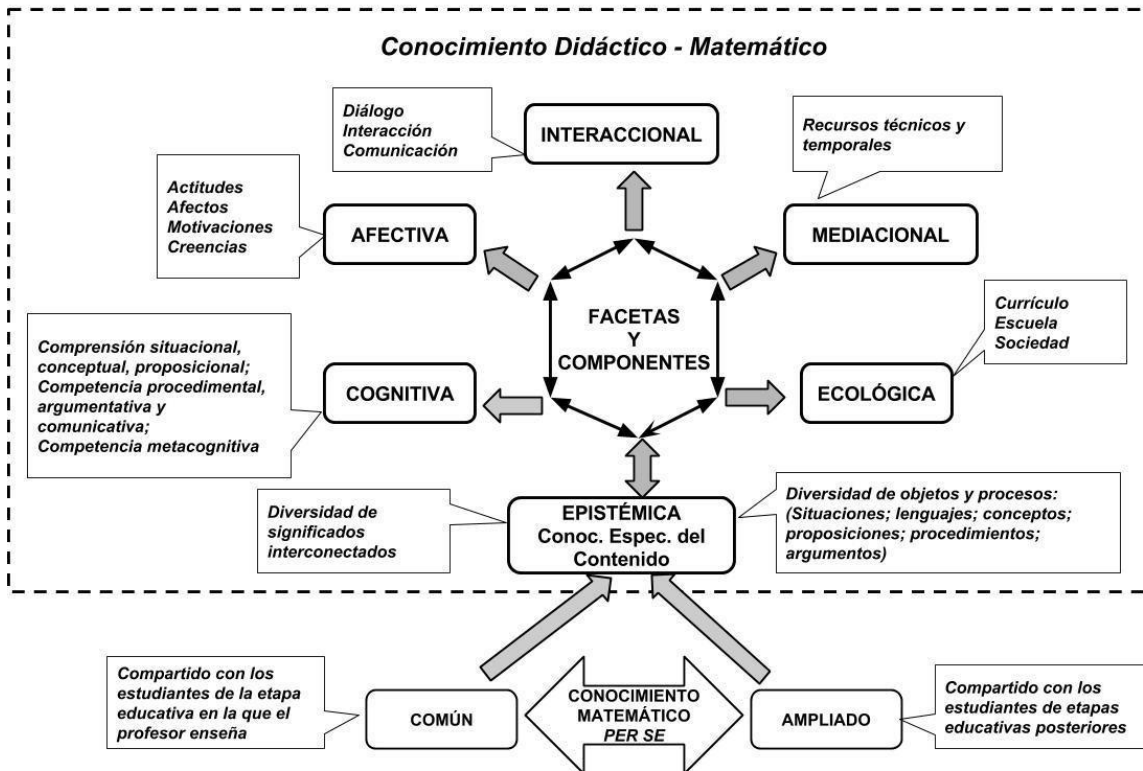 Conocimiento Didáctico - Matemático
Diálogo
Interacción
Comunicación
INTERACCIONAL
Recursos técnicos y
temporales
Actitudes
Afectos
Motivaciones
Creencias
AFECTIVA
MEDIACIONAL
FACETAS
Y
COMPONENTES
Currículo
Escuela
Sociedad
Comprensión situacional,
conceptual, proposicional;
Competencia procedimental,
argumentativa y
comunicativa;
Competencia metacognitiva
COGNITIVA
ECOLÓGICA
Diversidad de
significados
interconectados
EPISTÉMICA
Conoc. Espec. del
Contenido
Diversidad de objetos y procesos:
(Situaciones; lenguajes; conceptos;
proposiciones; procedimientos;
argumentos)
Compartido con los
estudiantes de la etapa
educativa en la que el
profesor enseña
COMÚN
CONOCIMIENTO
MATEMÁTICO
PER SE
AMPLIADO
Compartido con los
estudiantes de etapas
educativas posteriores